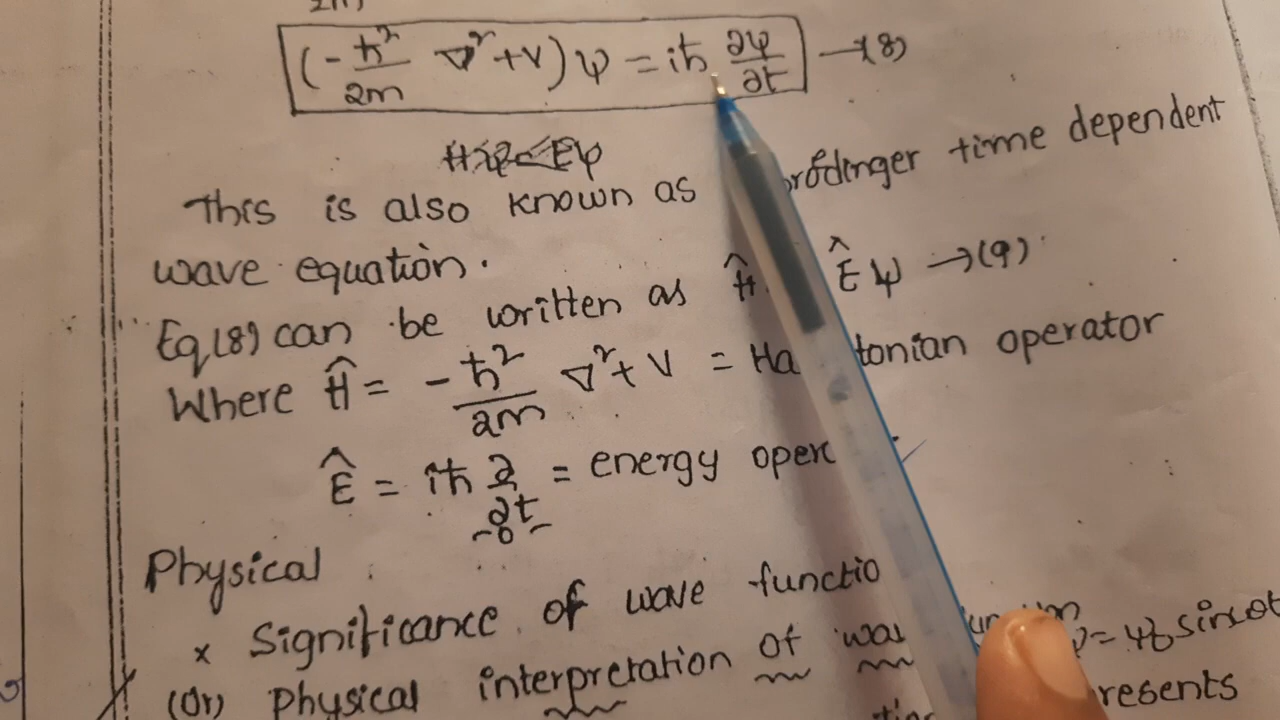 (-ħ²/2m ∇²+V)ψ = iħ ∂ψ/∂t →(8)
This is also known as rödinger time dependent
wave equation.
Eq(8) can be written as Ĥ Êψ →(9)
Where Ĥ = -ħ²/2m ∇²+V = Ha tonian operator
Ê = iħ ∂/∂t = energy oper
Physical
x Significance of wave functio
(Or) Physical interpretation of wa
resents